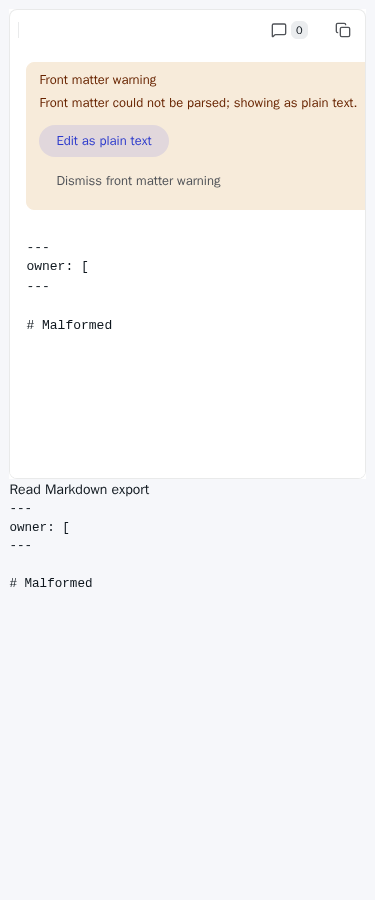 0
Front matter warning
Front matter could not be parsed; showing as plain text.
Edit as plain text
Dismiss front matter warning
---
owner: [
---
# Malformed
Read Markdown export
---
owner: [
---
# Malformed